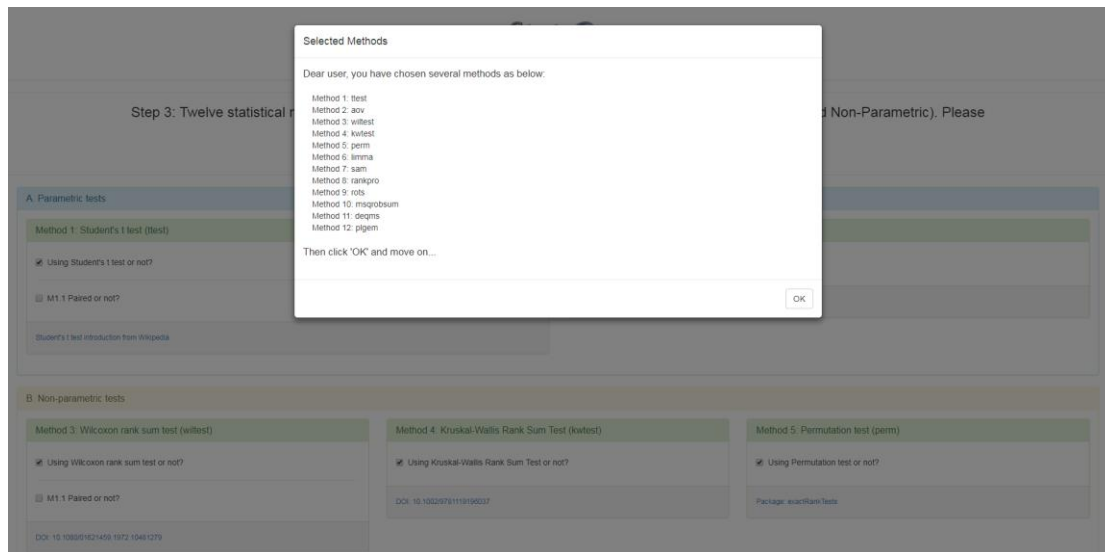 Selected Methods
Dear user, you have chosen several methods as below:
Method 1: ttest
Method 2: aov
Method 3: wiltest
Method 4: kwtest
Method 5: perm
Method 6: limma
Method 7: sam
Method 8: rankpro
Method 9: rots
Method 10: msqrobsum
Method 11: deqms
Method 12: plgem
Then click 'OK' and move on...
OK
Step 3: Twelve statistical
Non-Parametric). Please
A. Parametric tests
Method 1: Student's t test (ttest)
Using Student's t test or not?
M1.1 Paired or not?
Student's t test introduction from Wikipedia
B. Non-parametric tests
Method 3: Wilcoxon rank sum test (wiltest)
Method 4: Kruskal-Wallis Rank Sum Test (kwtest)
Method 5: Permutation test (perm)
Using Wilcoxon rank sum test or not?
Using Kruskal-Wallis Rank Sum Test or not?
Using Permutation test or not?
M1.1 Paired or not?
Package: exactRankTests